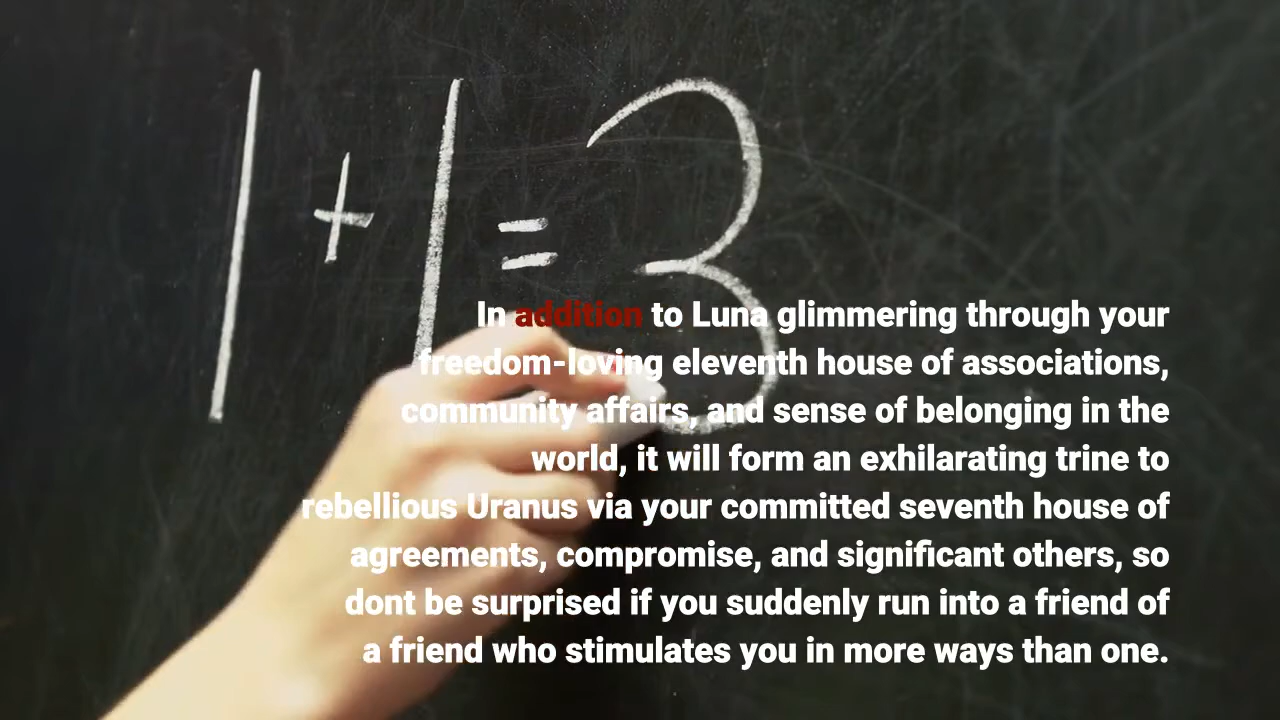 1 + 1 = 3
In addition to Luna glimmering through your
freedom-loving eleventh house of associations,
community affairs, and sense of belonging in the
world, it will form an exhilarating trine to
rebellious Uranus via your committed seventh house of
agreements, compromise, and significant others, so
dont be surprised if you suddenly run into a friend of
a friend who stimulates you in more ways than one.